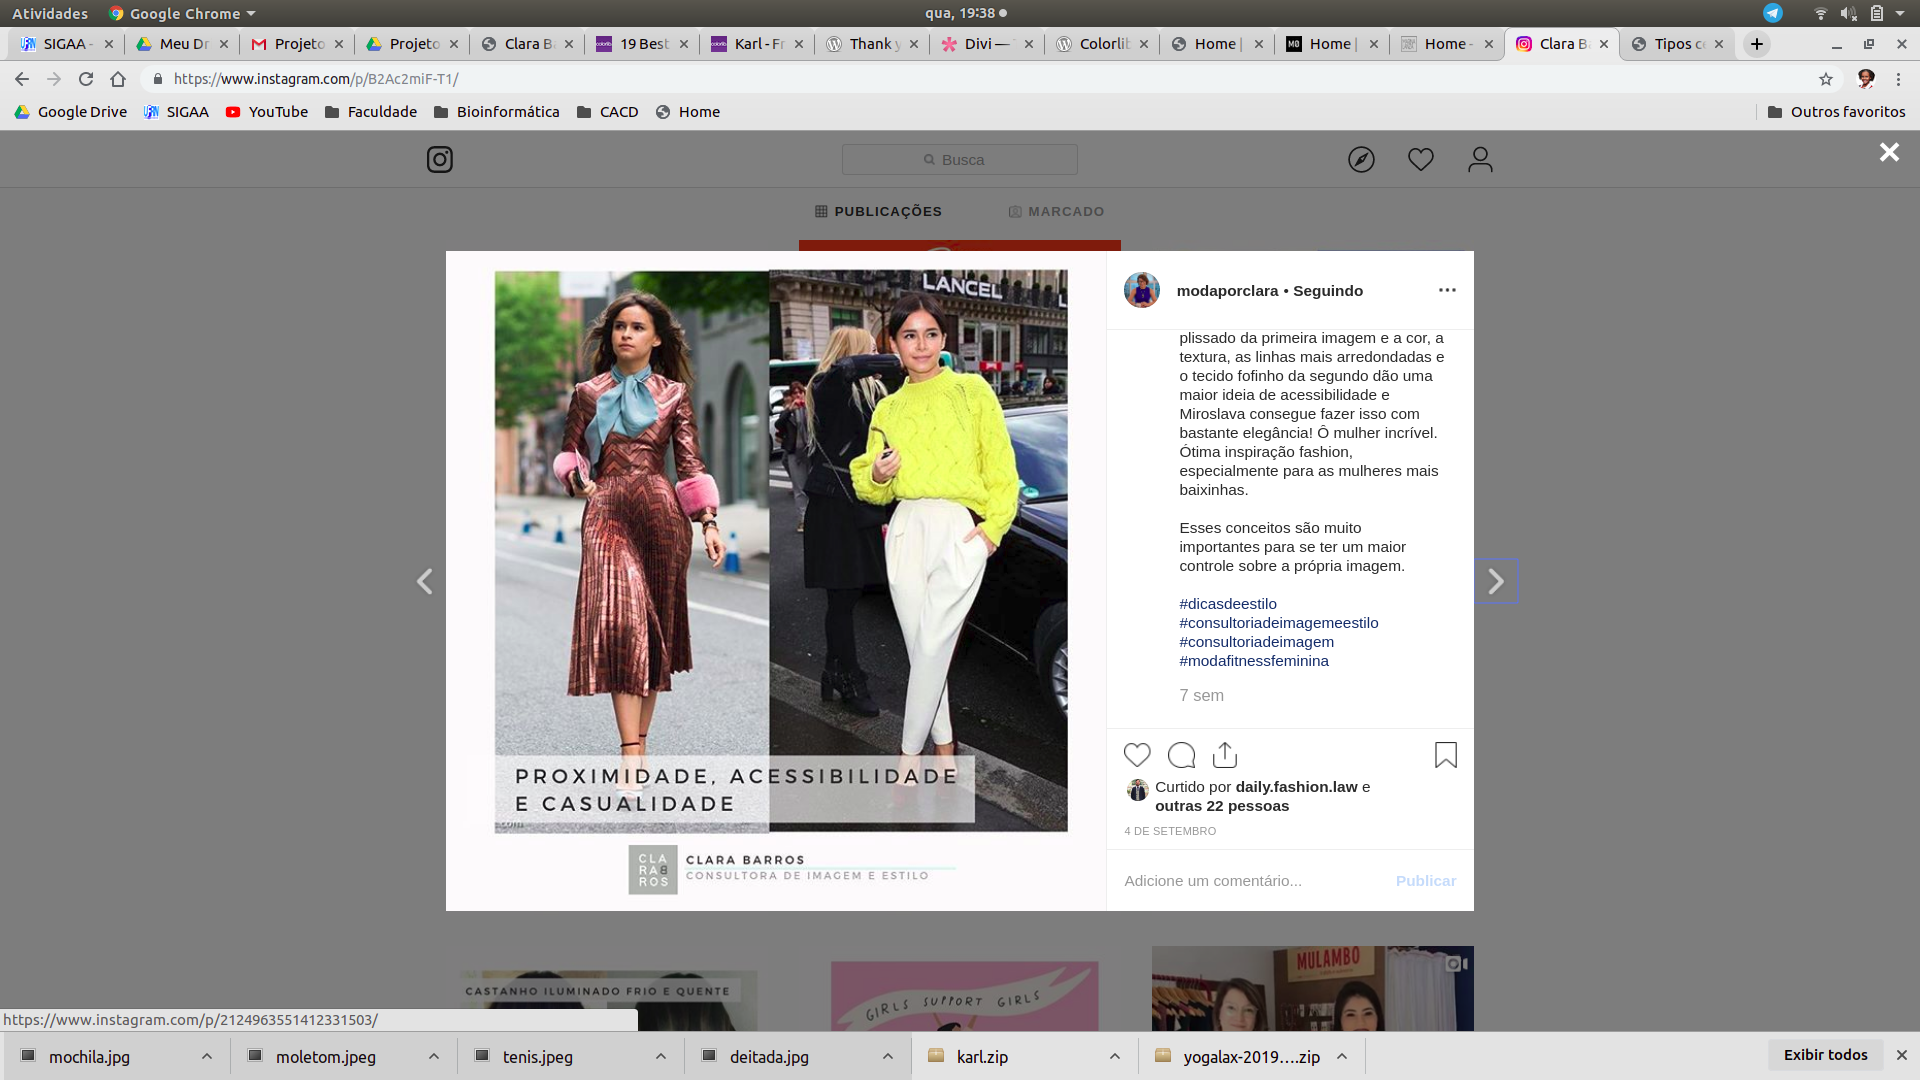 Atividades
Google Chrome
qua, 19:38
SIGAA -
Meu Dr
Projeto
Projeto
Clara B
19 Best
Karl - Fr
Thank y
Divi —
Colorlib
Home |
Home |
Home -
Clara B
Tipos ce
https://www.instagram.com/p/B2Ac2miF-T1/
Google Drive
SIGAA
YouTube
Faculdade
Bioinformática
CACD
Home
Outros favoritos
Busca
PUBLICAÇÕES
MARCADO
LANCEL
PROXIMIDADE, ACESSIBILIDADE
E CASUALIDADE
CLA
RAB
ROS
CLARA BARROS
CONSULTORA DE IMAGEM E ESTILO
modaporclara • Seguindo
plissado da primeira imagem e a cor, a
textura, as linhas mais arredondadas e
o tecido fofinho da segundo dão uma
maior ideia de acessibilidade e
Miroslava consegue fazer isso com
bastante elegância! Ô mulher incrível.
Ótima inspiração fashion,
especialmente para as mulheres mais
baixinhas.
Esses conceitos são muito
importantes para se ter um maior
controle sobre a própria imagem.
#dicasdeestilo
#consultoriadeimagemeestilo
#consultoriadeimagem
#modafitnessfeminina
7 sem
Curtido por daily.fashion.law e
outras 22 pessoas
4 DE SETEMBRO
Adicione um comentário...
Publicar
CASTANHO ILUMINADO FRIO E QUENTE
GIRLS SUPPORT GIRLS
MULAMBO
https://www.instagram.com/p/2124963551412331503/
mochila.jpg
moletom.jpeg
tenis.jpeg
deitada.jpg
karl.zip
yogalax-2019….zip
Exibir todos